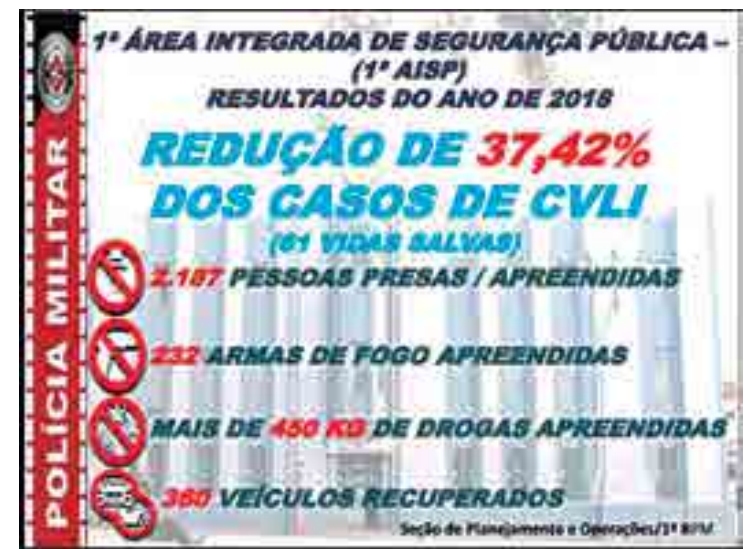 POLÍCIA MILITAR
1ª ÁREA INTEGRADA DE SEGURANÇA PÚBLICA –
(1ª AISP)
RESULTADOS DO ANO DE 2018
REDUÇÃO DE 37,42%
DOS CASOS DE CVLI
(61 VIDAS SALVAS)
2.187 PESSOAS PRESAS / APREENDIDAS
232 ARMAS DE FOGO APREENDIDAS
MAIS DE 450 KG DE DROGAS APREENDIDAS
360 VEÍCULOS RECUPERADOS
Seção de Planejamento e Operações/1º BPM